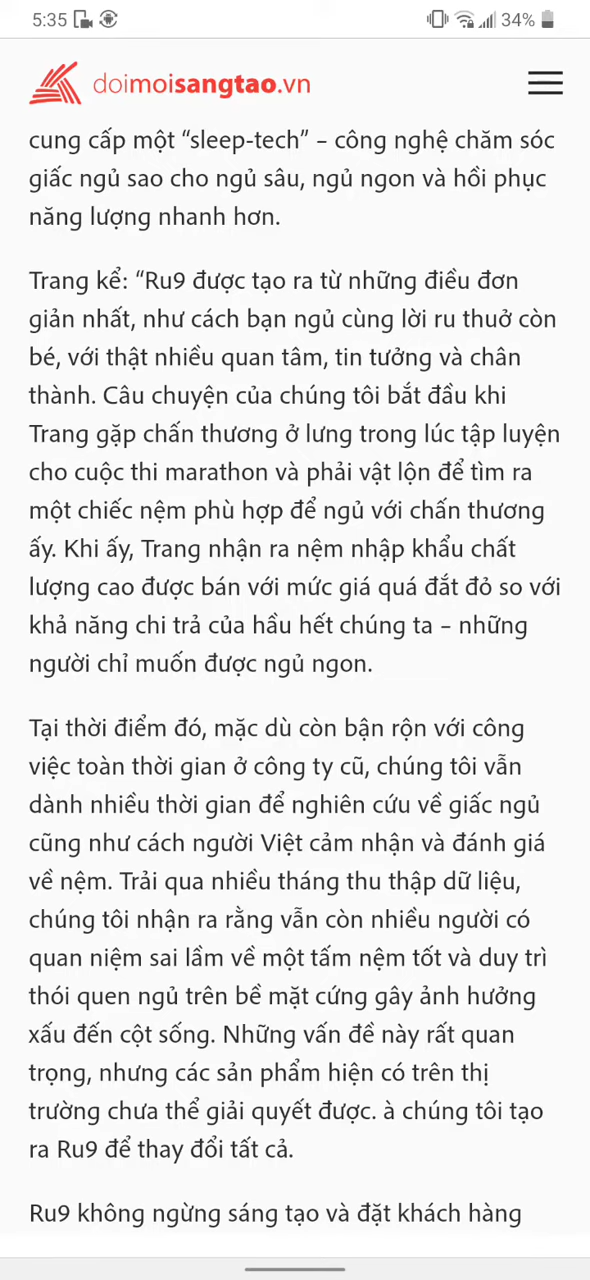 5:35
34%
doimoisangtao.vn
cung cấp một “sleep-tech” – công nghệ chăm sóc
giấc ngủ sao cho ngủ sâu, ngủ ngon và hồi phục
năng lượng nhanh hơn.
Trang kể: “Ru9 được tạo ra từ những điều đơn
giản nhất, như cách bạn ngủ cùng lời ru thuở còn
bé, với thật nhiều quan tâm, tin tưởng và chân
thành. Câu chuyện của chúng tôi bắt đầu khi
Trang gặp chấn thương ở lưng trong lúc tập luyện
cho cuộc thi marathon và phải vật lộn để tìm ra
một chiếc nệm phù hợp để ngủ với chấn thương
ấy. Khi ấy, Trang nhận ra nệm nhập khẩu chất
lượng cao được bán với mức giá quá đắt đỏ so với
khả năng chi trả của hầu hết chúng ta – những
người chỉ muốn được ngủ ngon.
Tại thời điểm đó, mặc dù còn bận rộn với công
việc toàn thời gian ở công ty cũ, chúng tôi vẫn
dành nhiều thời gian để nghiên cứu về giấc ngủ
cũng như cách người Việt cảm nhận và đánh giá
về nệm. Trải qua nhiều tháng thu thập dữ liệu,
chúng tôi nhận ra rằng vẫn còn nhiều người có
quan niệm sai lầm về một tấm nệm tốt và duy trì
thói quen ngủ trên bề mặt cứng gây ảnh hưởng
xấu đến cột sống. Những vấn đề này rất quan
trọng, nhưng các sản phẩm hiện có trên thị
trường chưa thể giải quyết được. à chúng tôi tạo
ra Ru9 để thay đổi tất cả.
Ru9 không ngừng sáng tạo và đặt khách hàng